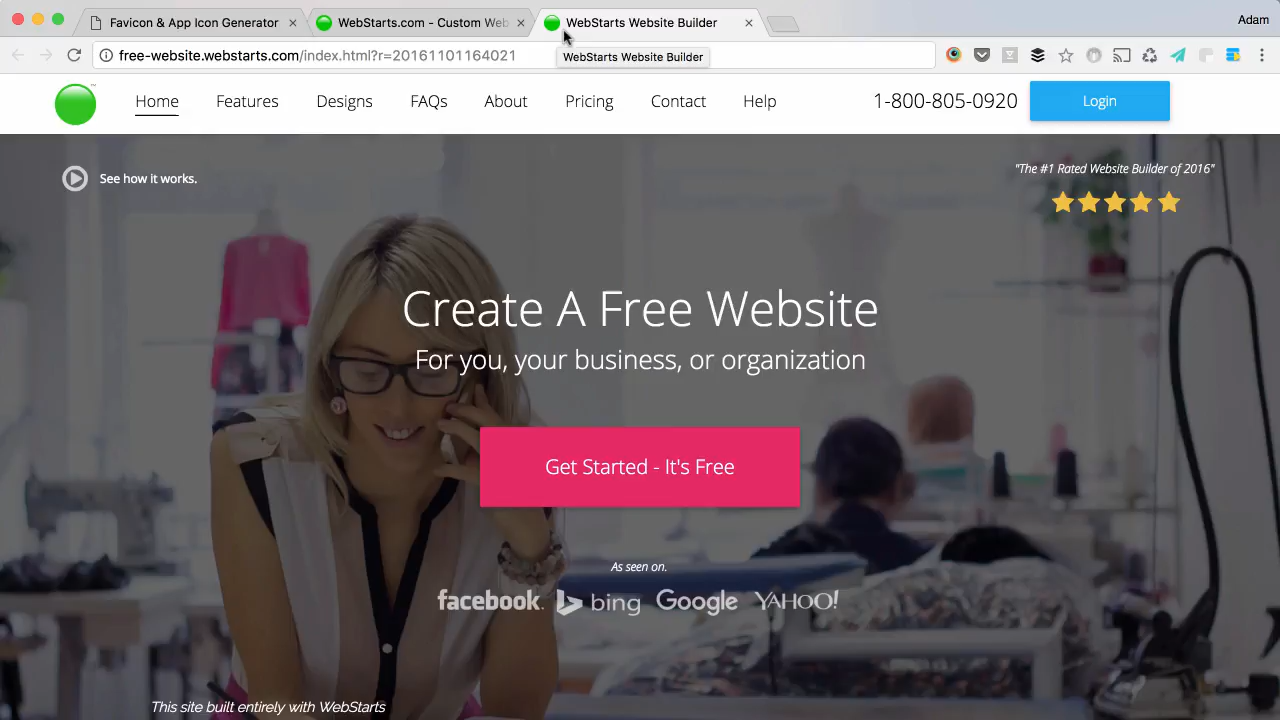 Favicon & App Icon Generator
WebStarts.com - Custom Web
WebStarts Website Builder
Adam
free-website.webstarts.com/index.html?r=20161101164021
WebStarts Website Builder
Home
Features
Designs
FAQs
About
Pricing
Contact
Help
1-800-805-0920
Login
See how it works.
"The #1 Rated Website Builder of 2016"
Create A Free Website
For you, your business, or organization
Get Started - It's Free
As seen on.
facebook. bing Google YAHOO!
This site built entirely with WebStarts